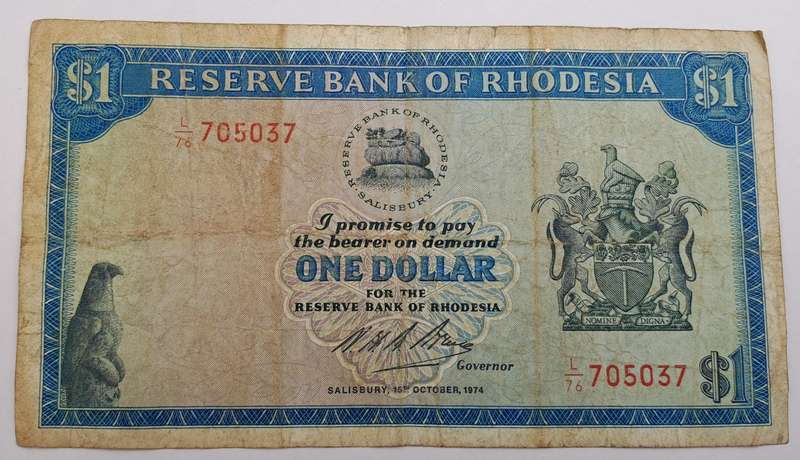 $1 RESERVE BANK OF RHODESIA $1
L/76 705037
RESERVE BANK OF RHODESIA
SALISBURY
I promise to pay
the bearer on demand
ONE DOLLAR
FOR THE
RESERVE BANK OF RHODESIA
NOMINE DIGNA
Governor
L/76 705037 $1
SALISBURY, 15TH OCTOBER, 1974